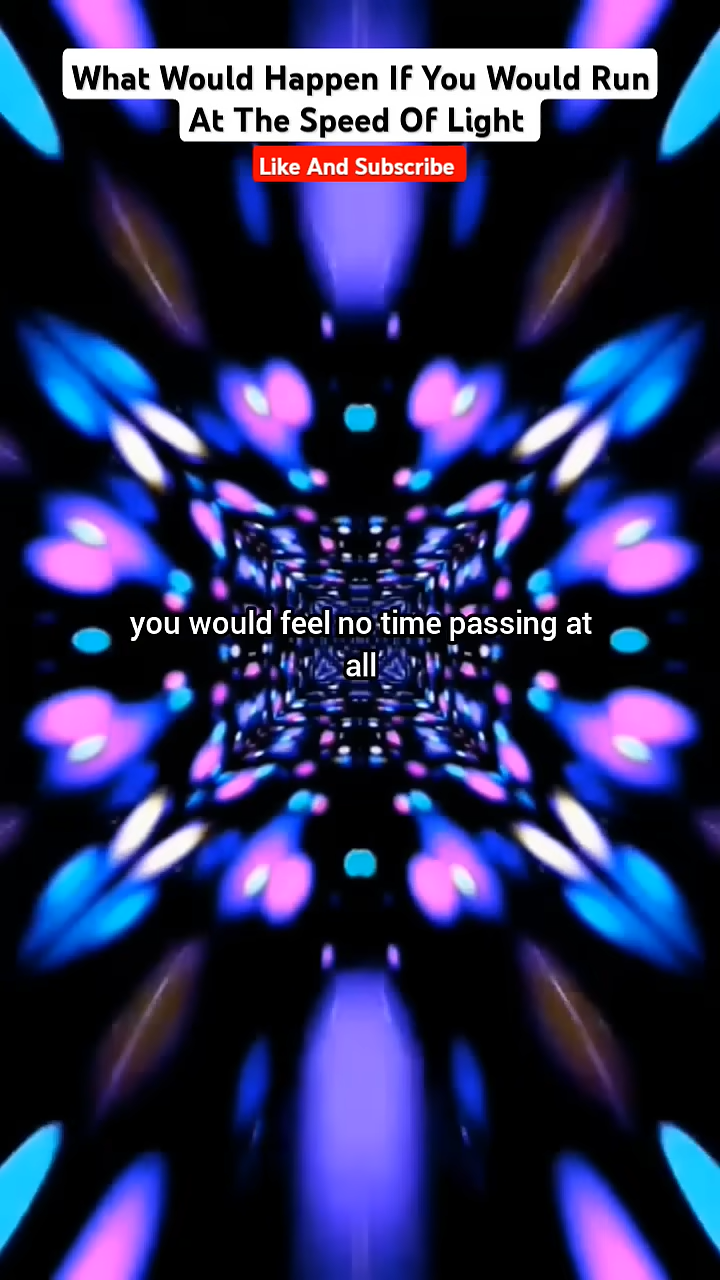 What Would Happen If You Would Run
At The Speed Of Light
Like And Subscribe
you would feel no time passing at
all